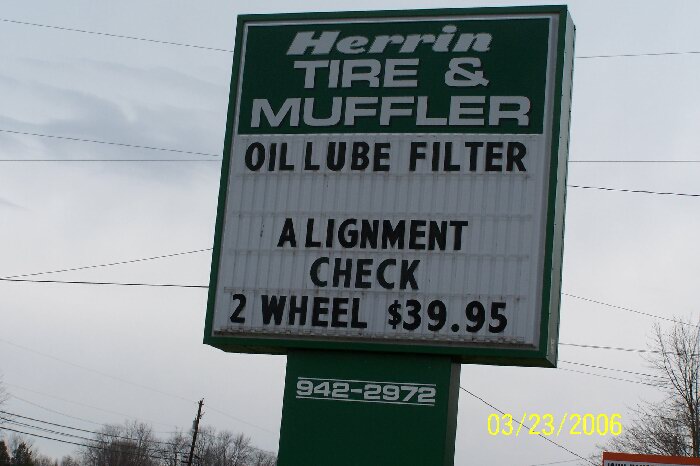 Herrin
TIRE &
MUFFLER
OIL LUBE FILTER
ALIGNMENT
CHECK
2 WHEEL $39.95
942-2972
03/23/2006